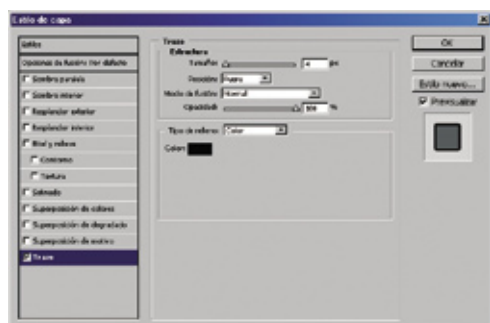 Estilo de capa
Estilos
Opciones de fusión: Por defecto
Sombra paralela
Sombra interior
Resplandor exterior
Resplandor interior
Bisel y relieve
Contorno
Textura
Satinado
Superposición de colores
Superposición de degradado
Superposición de motivo
Trazo
Trazo
Estructura
Tamaño: 4 px
Posición: Fuera
Modo de fusión: Normal
Opacidad: 100 %
Tipo de relleno: Color
Color:
OK
Cancelar
Estilo nuevo...
Previsualizar